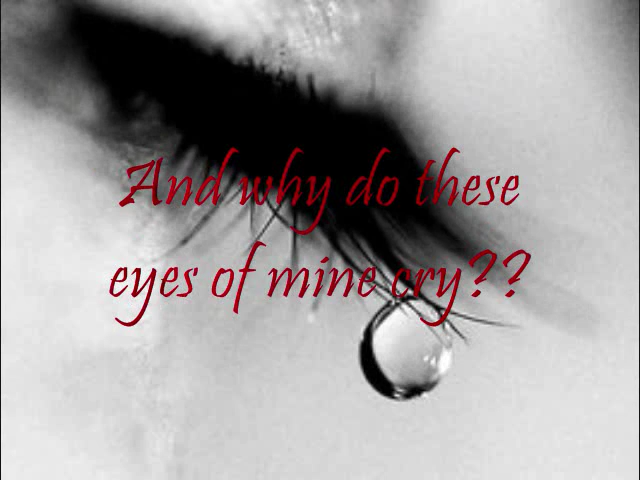 And why do these
eyes of mine cry??